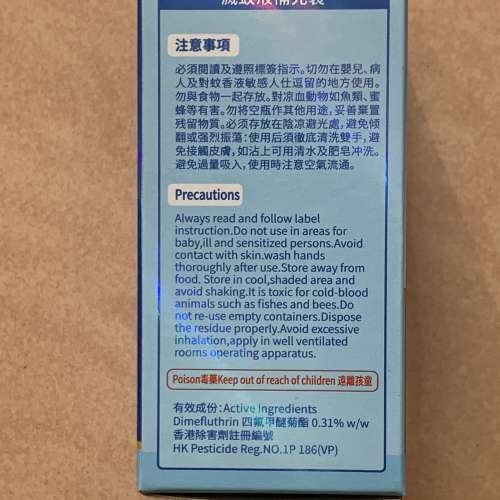 滅蚊液補充裝
注意事項
必須閱讀及遵照標簽指示。切勿在嬰兒、病
人及對蚊香液敏感人仕逗留的地方使用。
勿與食物一起存放。對凉血動物如魚類、蜜
蜂等有害。勿將空瓶作其他用途，妥善棄置
残留物質。必须存放在陰凉避光處，避免傾
翻或强烈振蕩：使用后須徹底清洗雙手，避
免接觸皮膚，如沾上可用清水及肥皂冲洗。
避免過量吸入，使用時注意空氣流通。
Precautions
Always read and follow label
instruction.Do not use in areas for
baby,ill and sensitized persons.Avoid
contact with skin.wash hands
thoroughly after use.Store away from
food. Store in cool,shaded area and
avoid shaking.It is toxic for cold-blood
animals such as fishes and bees.Do
not re-use empty containers.Dispose
the residue properly.Avoid excessive
inhalation,apply in well ventilated
rooms operating apparatus.
Poison毒藥Keep out of reach of children 遠離孩童
有效成份：Active Ingredients
Dimefluthrin 四氟甲醚菊酯 0.31% w/w
香港除害劑註冊編號
HK Pesticide Reg.NO.1P 186(VP)